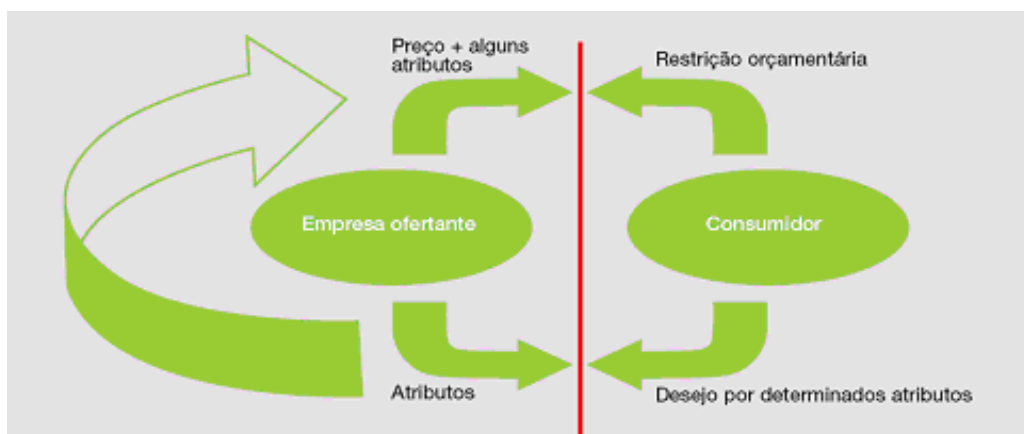 Preço + alguns
atributos
Restrição orçamentária
Empresa ofertante
Consumidor
Atributos
Desejo por determinados atributos